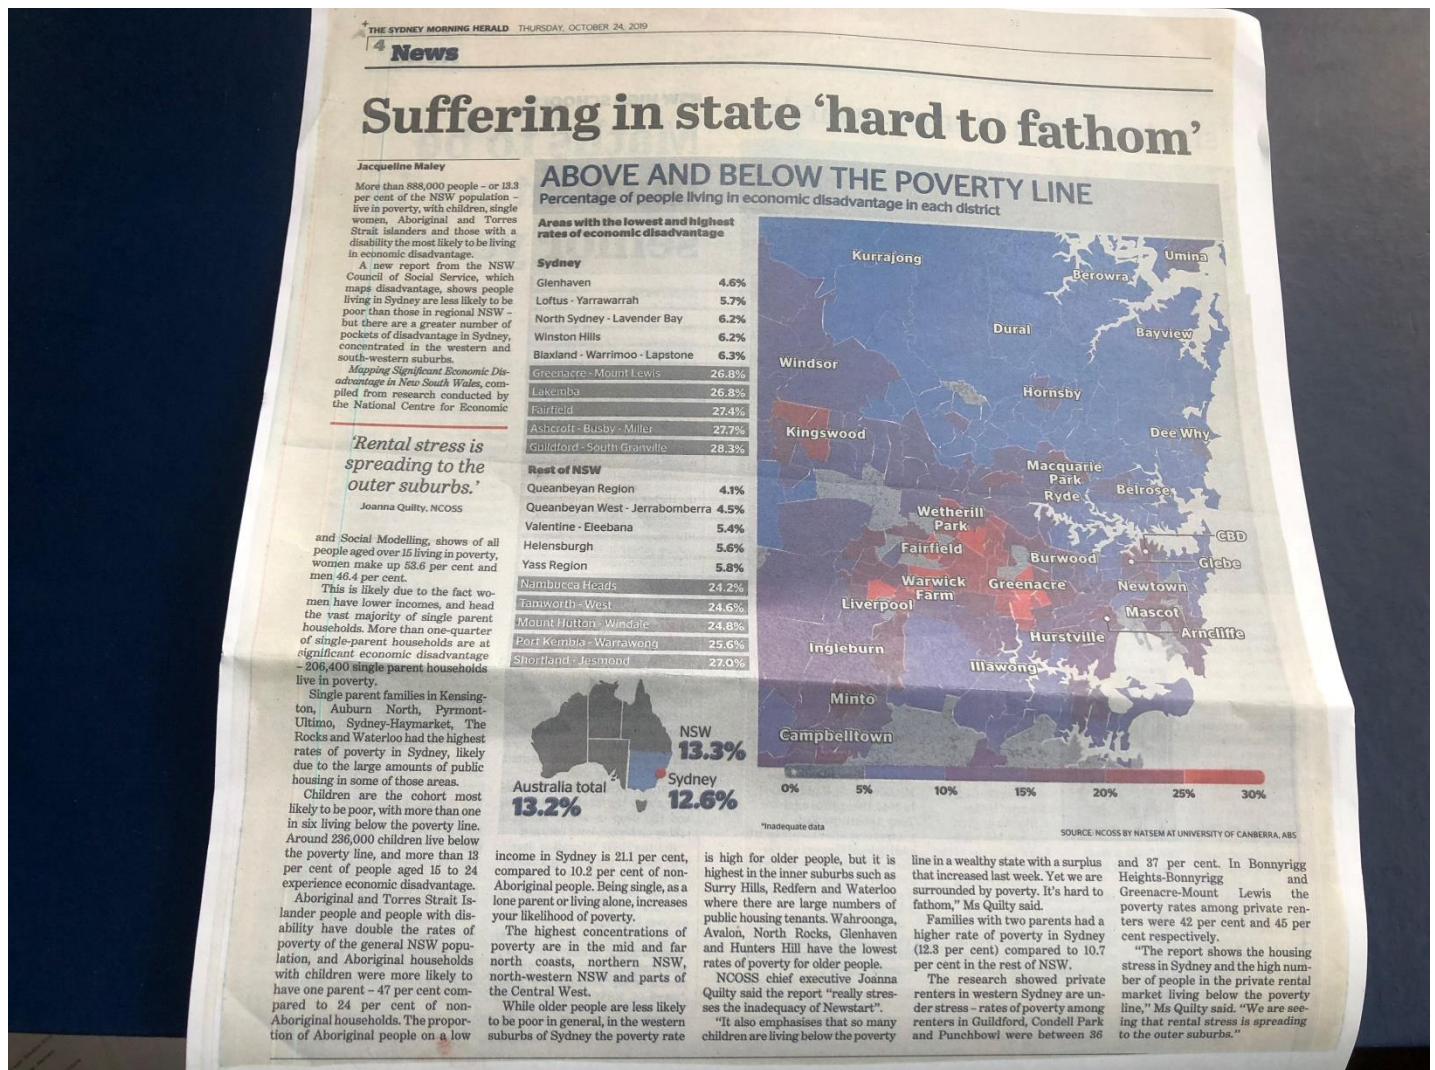 THE SYDNEY MORNING HERALD THURSDAY, OCTOBER 24, 2019
4 News
Suffering in state ‘hard to fathom’
Jacqueline Maley
More than 888,000 people – or 13.3
per cent of the NSW population –
live in poverty, with children, single
women, Aboriginal and Torres
Strait islanders and those with a
disability the most likely to be living
in economic disadvantage.
A new report from the NSW
Council of Social Service, which
maps disadvantage, shows people
living in Sydney are less likely to be
poor than those in regional NSW –
but there are a greater number of
pockets of disadvantage in Sydney,
concentrated in the western and
south-western suburbs.
Mapping Significant Economic Dis-
advantage in New South Wales, com-
piled from research conducted by
the National Centre for Economic
‘Rental stress is
spreading to the
outer suburbs.’
Joanna Quilty, NCOSS
and Social Modelling, shows of all
people aged over 15 living in poverty,
women make up 53.6 per cent and
men 46.4 per cent.
This is likely due to the fact wo-
men have lower incomes, and head
the vast majority of single parent
households. More than one-quarter
of single-parent households are at
significant economic disadvantage
– 206,400 single parent households
live in poverty.
Single parent families in Kensing-
ton, Auburn North, Pyrmont-
Ultimo, Sydney-Haymarket, The
Rocks and Waterloo had the highest
rates of poverty in Sydney, likely
due to the large amounts of public
housing in some of those areas.
Children are the cohort most
likely to be poor, with more than one
in six living below the poverty line.
Around 236,000 children live below
the poverty line, and more than 13
per cent of people aged 15 to 24
experience economic disadvantage.
Aboriginal and Torres Strait Is-
lander people and people with dis-
ability have double the rates of
poverty of the general NSW popu-
lation, and Aboriginal households
with children were more likely to
have one parent – 47 per cent com-
pared to 24 per cent of non-
Aboriginal households. The propor-
tion of Aboriginal people on a low
ABOVE AND BELOW THE POVERTY LINE
Percentage of people living in economic disadvantage in each district
Areas with the lowest and highest
rates of economic disadvantage
Sydney
Glenhaven 4.6%
Loftus - Yarrawarrah 5.7%
North Sydney - Lavender Bay 6.2%
Winston Hills 6.2%
Blaxland - Warrimoo - Lapstone 6.3%
Greenacre - Mount Lewis 26.8%
Lakemba 26.8%
Fairfield 27.4%
Ashcroft - Busby - Miller 27.7%
Guildford - South Granville 28.3%
Rest of NSW
Queanbeyan Region 4.1%
Queanbeyan West - Jerrabomberra 4.5%
Valentine - Eleebana 5.4%
Helensburgh 5.6%
Yass Region 5.8%
Nambucca Heads 24.2%
Tamworth - West 24.6%
Mount Hutton - Windale 24.8%
Port Kembla - Warrawong 25.6%
Shortland - Jesmond 27.0%
NSW
13.3%
Sydney
12.6%
Australia total
13.2%
Kurrajong
Umina
Berowra
Dural
Bayview
Windsor
Hornsby
Kingswood
Dee Why
Macquarie
Park
Ryde
Belrose
Wetherill
Park
CBD
Fairfield
Burwood
Glebe
Warwick
Farm
Greenacre
Newtown
Liverpool
Mascot
Hurstville
Arncliffe
Ingleburn
Illawong
Minto
Campbelltown
0% 5% 10% 15% 20% 25% 30%
*Inadequate data
SOURCE: NCOSS BY NATSEM AT UNIVERSITY OF CANBERRA, ABS
income in Sydney is 21.1 per cent,
compared to 10.2 per cent of non-
Aboriginal people. Being single, as a
lone parent or living alone, increases
your likelihood of poverty.
The highest concentrations of
poverty are in the mid and far
north coasts, northern NSW,
north-western NSW and parts of
the Central West.
While older people are less likely
to be poor in general, in the western
suburbs of Sydney the poverty rate
is high for older people, but it is
highest in the inner suburbs such as
Surry Hills, Redfern and Waterloo
where there are large numbers of
public housing tenants. Wahroonga,
Avalon, North Rocks, Glenhaven
and Hunters Hill have the lowest
rates of poverty for older people.
NCOSS chief executive Joanna
Quilty said the report “really stres-
ses the inadequacy of Newstart”.
“It also emphasises that so many
children are living below the poverty
line in a wealthy state with a surplus
that increased last week. Yet we are
surrounded by poverty. It’s hard to
fathom,” Ms Quilty said.
Families with two parents had a
higher rate of poverty in Sydney
(12.3 per cent) compared to 10.7
per cent in the rest of NSW.
The research showed private
renters in western Sydney are un-
der stress – rates of poverty among
renters in Guildford, Condell Park
and Punchbowl were between 36
and 37 per cent. In Bonnyrigg
Heights-Bonnyrigg and
Greenacre-Mount Lewis the
poverty rates among private ren-
ters were 42 per cent and 45 per
cent respectively.
“The report shows the housing
stress in Sydney and the high num-
ber of people in the private rental
market living below the poverty
line,” Ms Quilty said. “We are see-
ing that rental stress is spreading
to the outer suburbs.”